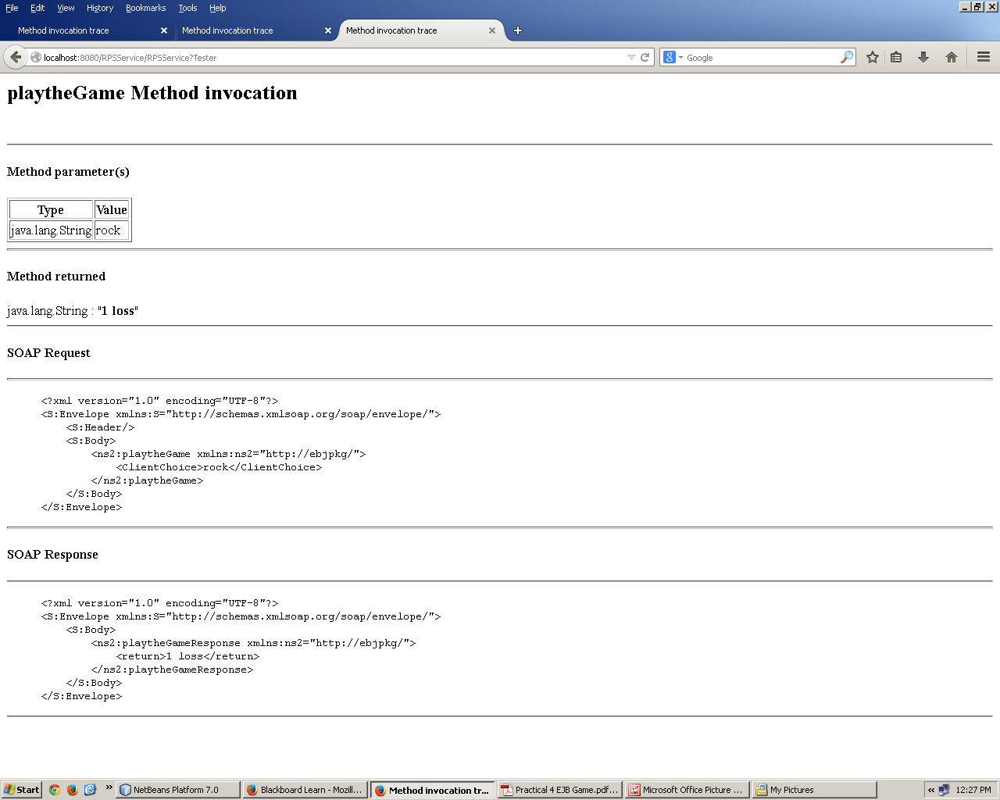 File Edit View History Bookmarks Tools Help
Method invocation trace Method invocation trace Method invocation trace
localhost:8080/RPSService/RPSService?Tester Google
playtheGame Method invocation
Method parameter(s)
Type Value
java.lang.String rock
Method returned
java.lang.String : "1 loss"
SOAP Request
<?xml version="1.0" encoding="UTF-8"?>
<S:Envelope xmlns:S="http://schemas.xmlsoap.org/soap/envelope/">
<S:Header/>
<S:Body>
<ns2:playtheGame xmlns:ns2="http://ebjpkg/">
<ClientChoice>rock</ClientChoice>
</ns2:playtheGame>
</S:Body>
</S:Envelope>
SOAP Response
<?xml version="1.0" encoding="UTF-8"?>
<S:Envelope xmlns:S="http://schemas.xmlsoap.org/soap/envelope/">
<S:Body>
<ns2:playtheGameResponse xmlns:ns2="http://ebjpkg/">
<return>1 loss</return>
</ns2:playtheGameResponse>
</S:Body>
</S:Envelope>
Start » NetBeans Platform 7.0 Blackboard Learn - Mozill... Method invocation tr... Practical 4 EJB Game.pdf... Microsoft Office Picture ... My Pictures « 12:27 PM